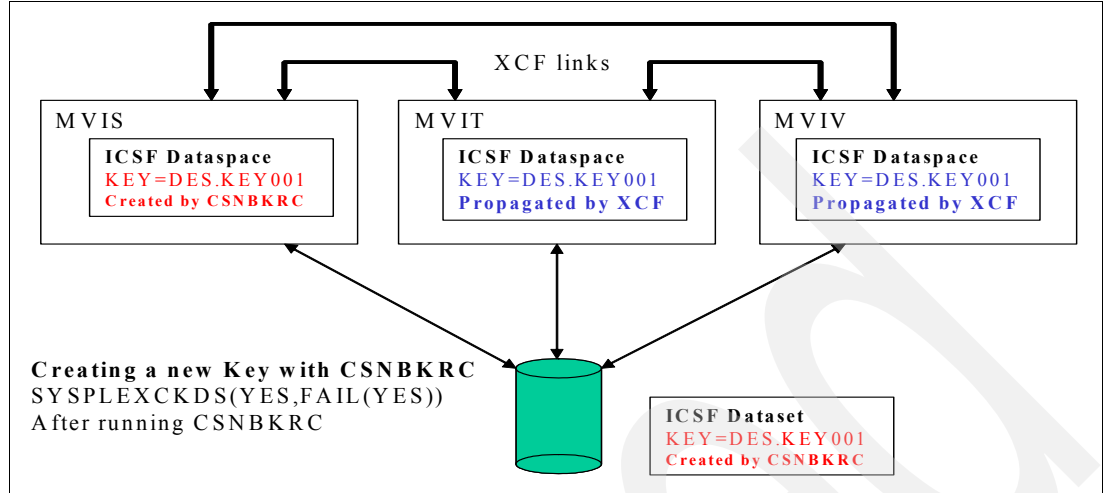 XCF links
MVIS
ICSF Dataspace
KEY=DES.KEY001
Created by CSNBKRC
MVIT
ICSF Dataspace
KEY=DES.KEY001
Propagated by XCF
MVIV
ICSF Dataspace
KEY=DES.KEY001
Propagated by XCF
Creating a new Key with CSNBKRC
SYSPLEXCKDS(YES,FAIL(YES))
After running CSNBKRC
ICSF Dataset
KEY=DES.KEY001
Created by CSNBKRC